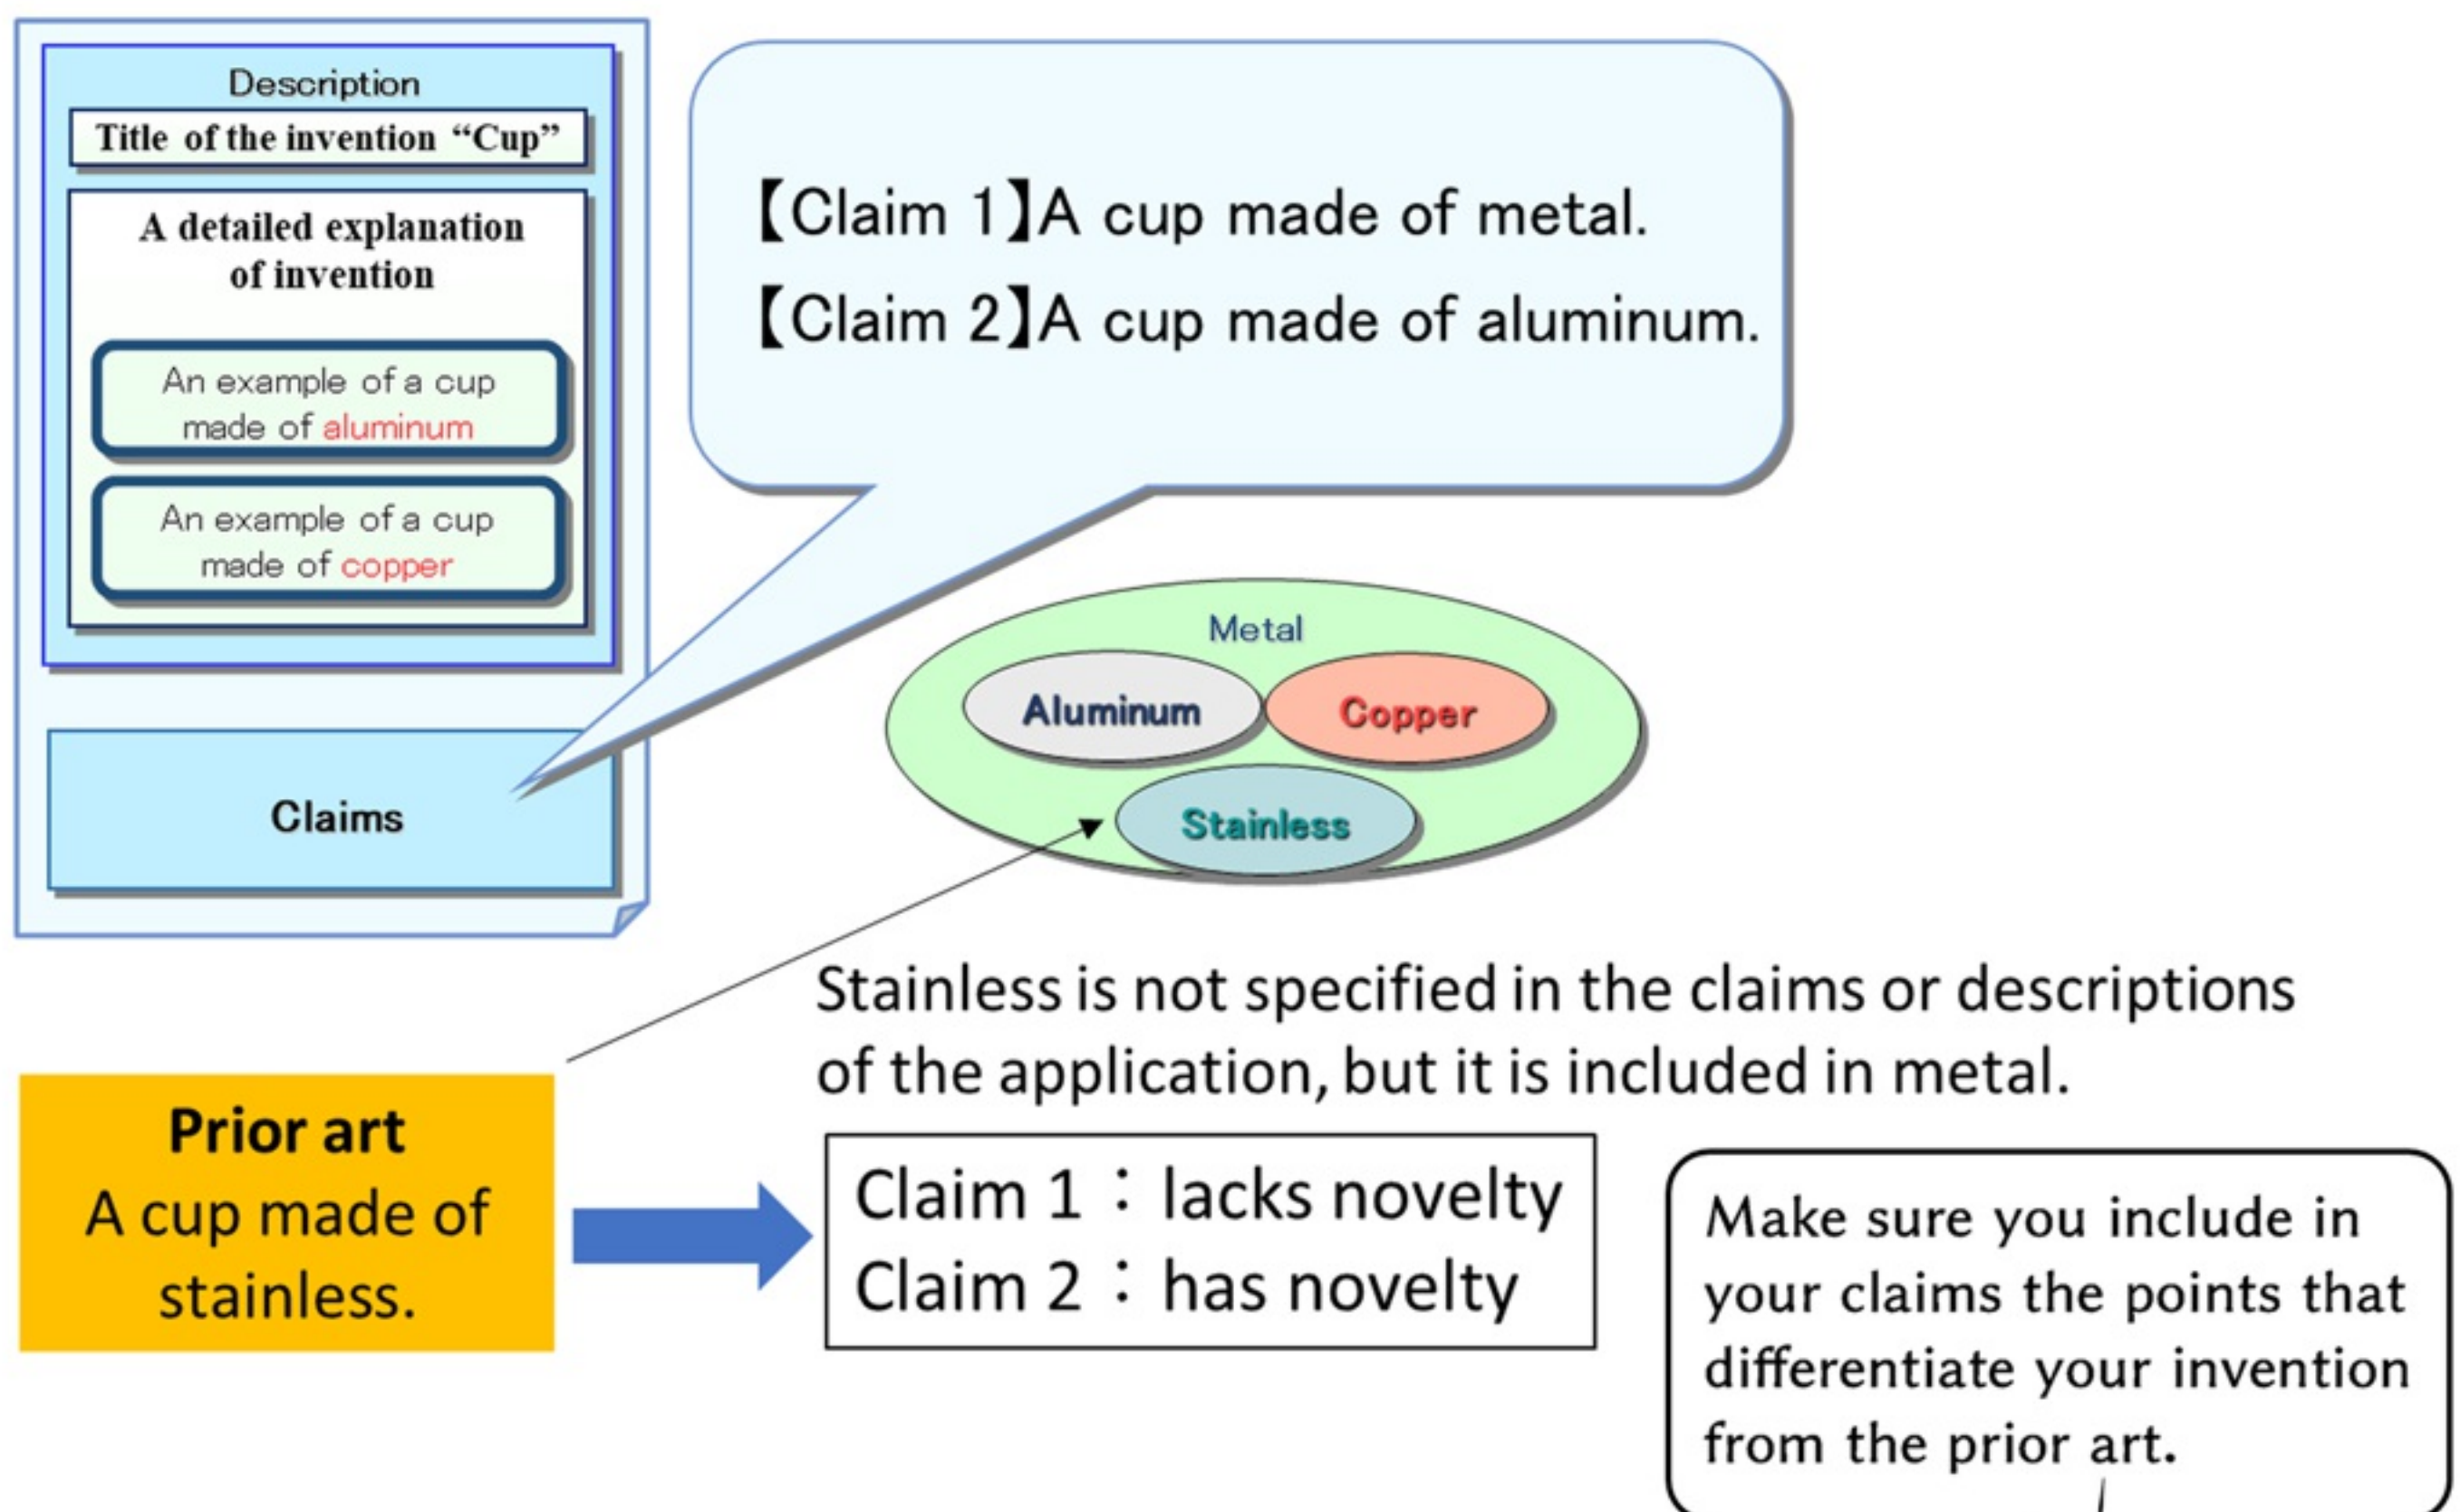 Description
Title of the invention “Cup”
A detailed explanation
of invention
An example of a cup
made of aluminum
An example of a cup
made of copper
Claims
【Claim 1】A cup made of metal.
【Claim 2】A cup made of aluminum.
Metal
Aluminum
Copper
Stainless
Stainless is not specified in the claims or descriptions
of the application, but it is included in metal.
Prior art
A cup made of
stainless.
Claim 1：lacks novelty
Claim 2：has novelty
Make sure you include in
your claims the points that
differentiate your invention
from the prior art.